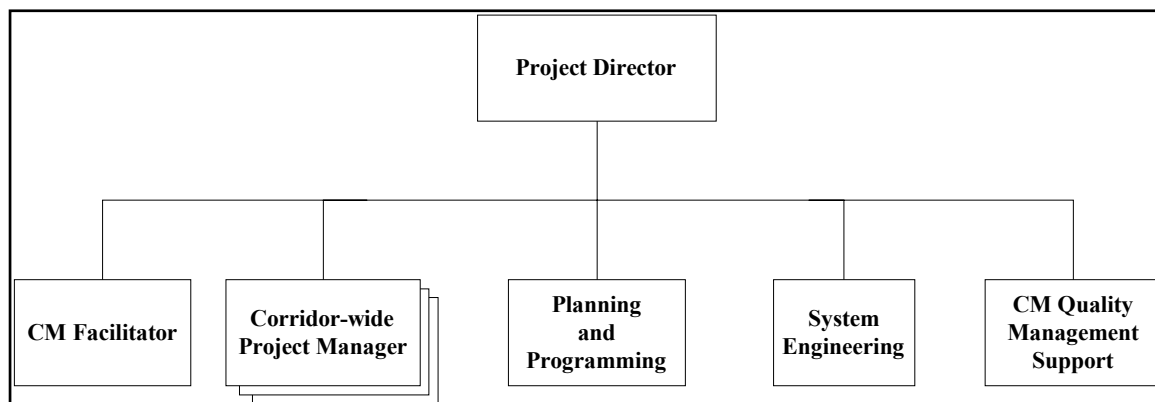 Project Director
CM Facilitator
Corridor-wide
Project Manager
Planning
and
Programming
System
Engineering
CM Quality
Management
Support